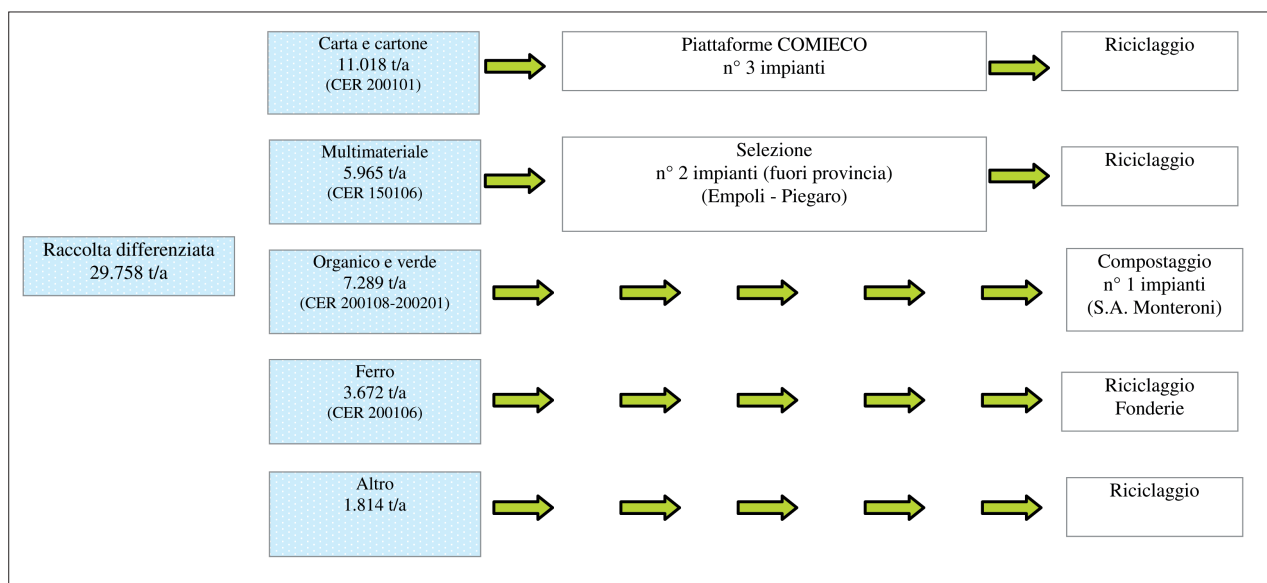 Carta e cartone
11.018 t/a
(CER 200101)
Piattaforme COMIECO
n° 3 impianti
Riciclaggio
Multimateriale
5.965 t/a
(CER 150106)
Selezione
n° 2 impianti (fuori provincia)
(Empoli - Piegaro)
Riciclaggio
Raccolta differenziata
29.758 t/a
Organico e verde
7.289 t/a
(CER 200108-200201)
Compostaggio
n° 1 impianti
(S.A. Monteroni)
Ferro
3.672 t/a
(CER 200106)
Riciclaggio
Fonderie
Altro
1.814 t/a
Riciclaggio